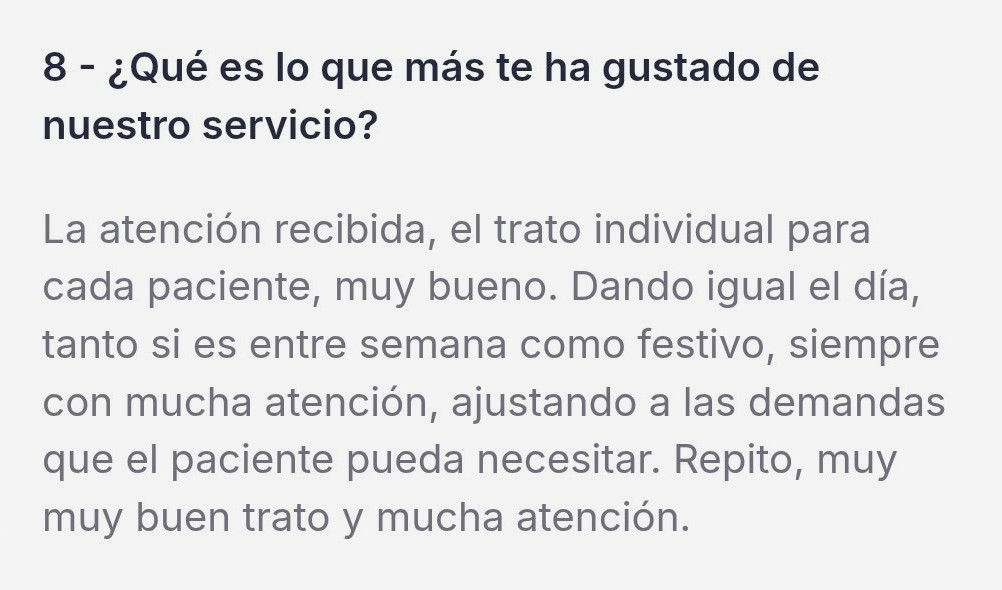 8 - ¿Qué es lo que más te ha gustado de
nuestro servicio?
La atención recibida, el trato individual para
cada paciente, muy bueno. Dando igual el día,
tanto si es entre semana como festivo, siempre
con mucha atención, ajustando a las demandas
que el paciente pueda necesitar. Repito, muy
muy buen trato y mucha atención.